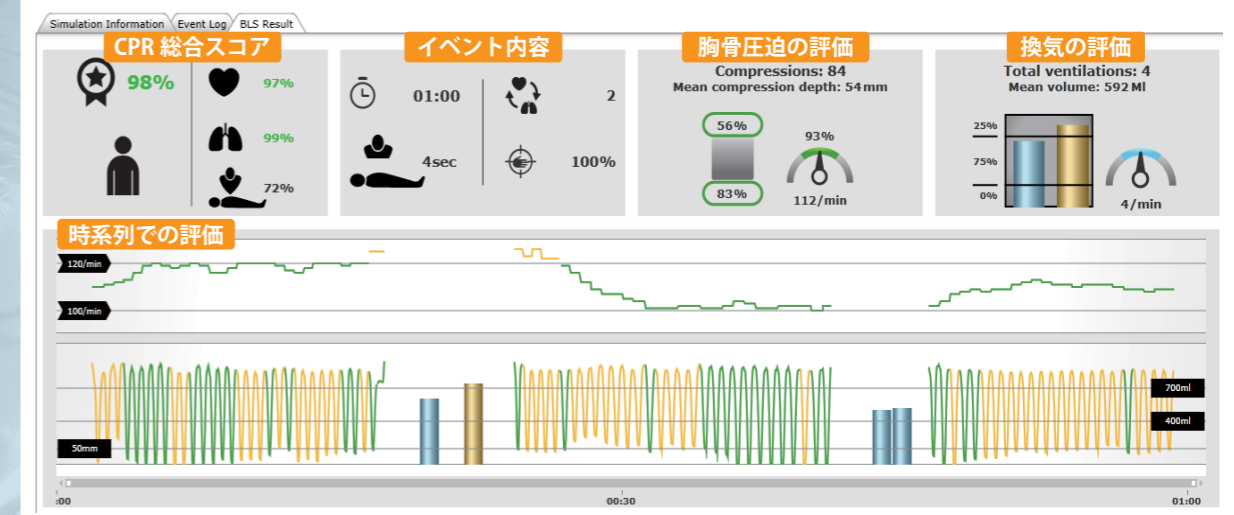 Simulation Information
Event Log
BLS Result
CPR 総合スコア
98%
97%
99%
72%
イベント内容
01:00
2
4sec
100%
胸骨圧迫の評価
Compressions: 84
Mean compression depth: 54mm
56%
93%
83%
112/min
換気の評価
Total ventilations: 4
Mean volume: 592 Ml
25%
75%
0%
4/min
時系列での評価
120/min
100/min
700ml
400ml
50mm
:00
00:30
01:00